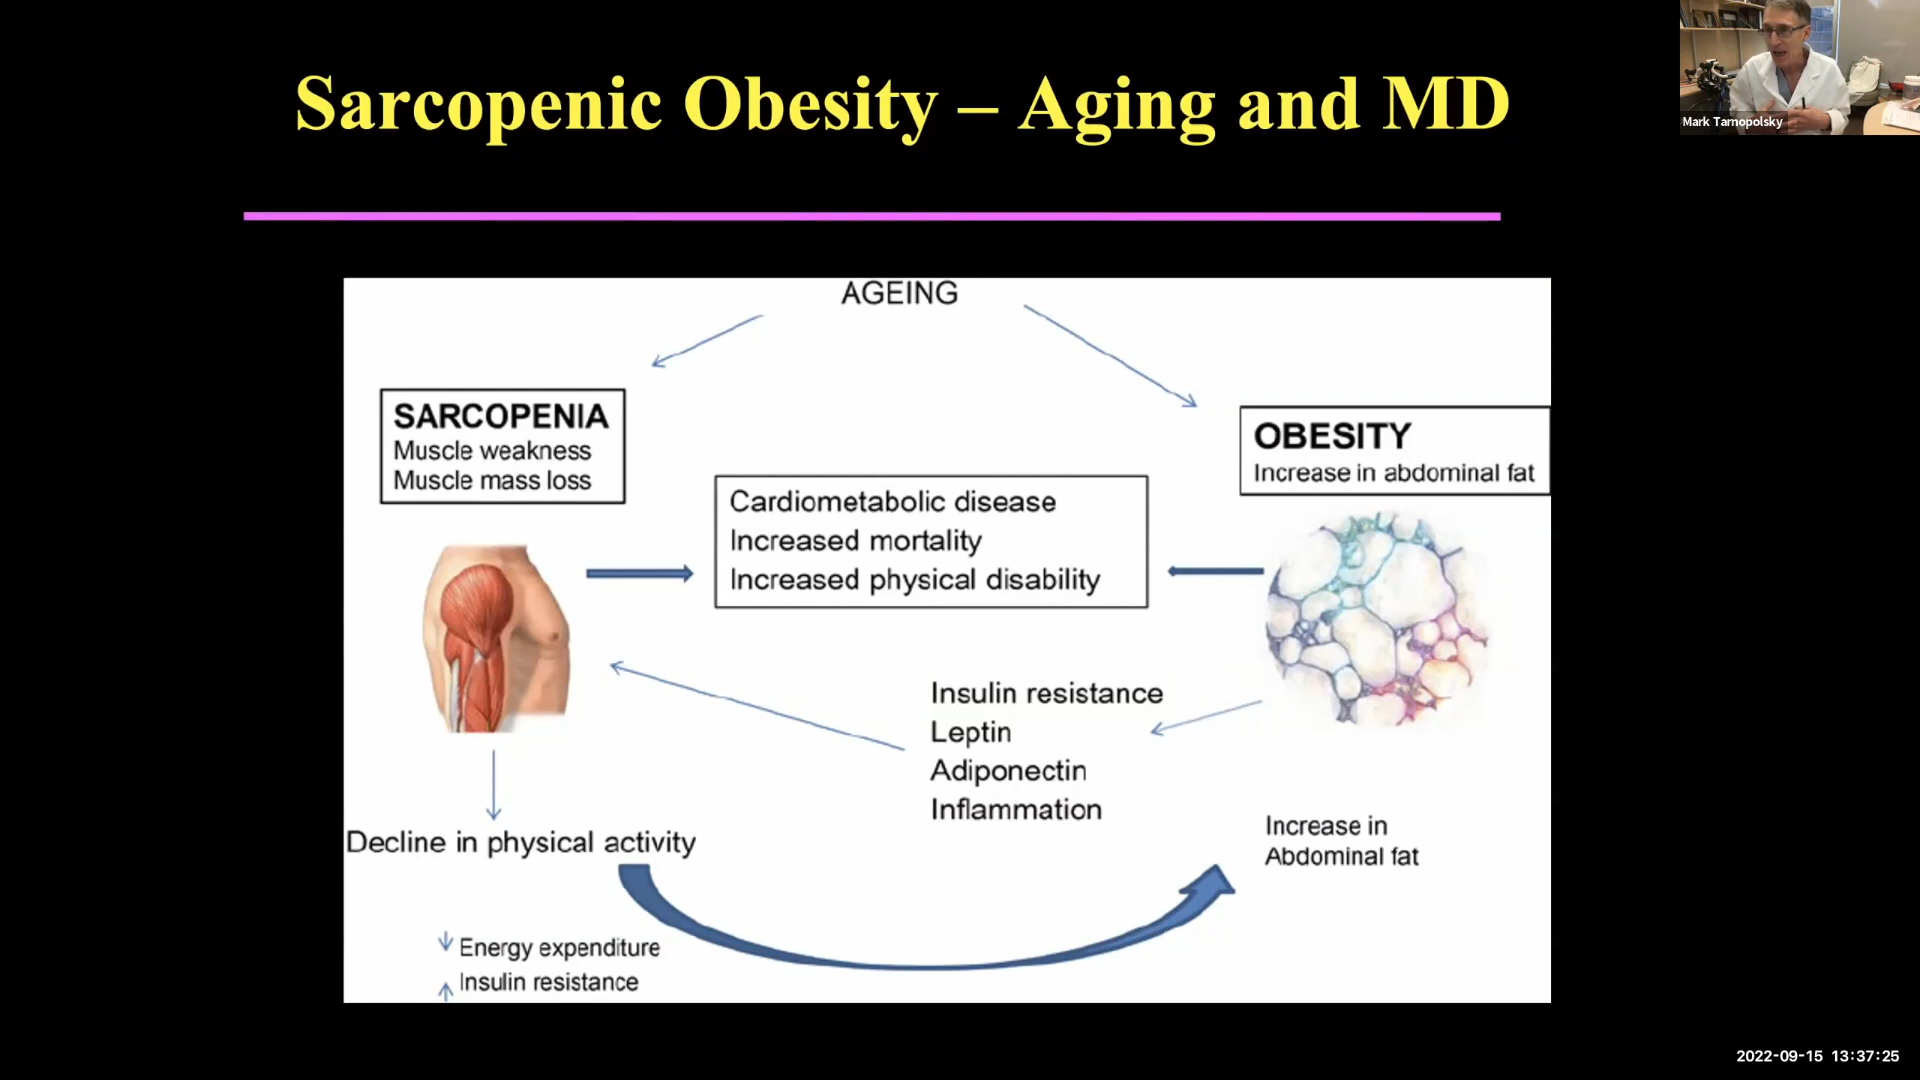 Sarcopenic Obesity – Aging and MD
Mark Tarnopolsky
AGEING
SARCOPENIA
Muscle weakness
Muscle mass loss
OBESITY
Increase in abdominal fat
Cardiometabolic disease
Increased mortality
Increased physical disability
Insulin resistance
Leptin
Adiponectin
Inflammation
Decline in physical activity
Increase in
Abdominal fat
↓ Energy expenditure
↑ Insulin resistance
2022-09-15 13:37:25